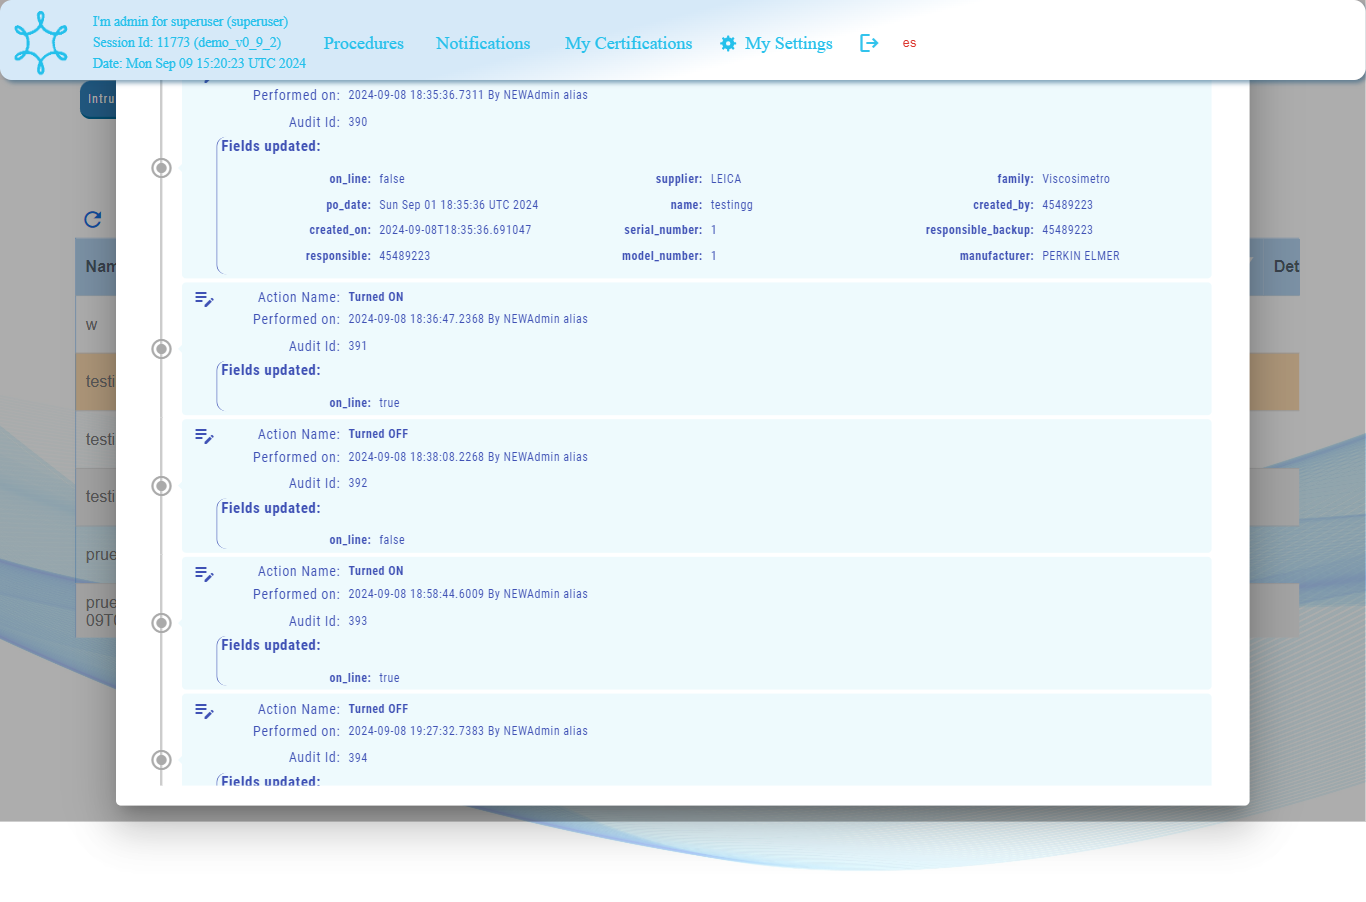 I'm admin for superuser (superuser)
Session Id: 11773 (demo_v0_9_2)
Date: Mon Sep 09 15:20:23 UTC 2024
Procedures Notifications My Certifications My Settings es
Intru
Nam
Det
w
testi
testi
testi
prue
prue
09T0
Performed on: 2024-09-08 18:35:36.7311 By NEWAdmin alias
Audit Id: 390
Fields updated:
on_line: false supplier: LEICA family: Viscosimetro
po_date: Sun Sep 01 18:35:36 UTC 2024 name: testingg created_by: 45489223
created_on: 2024-09-08T18:35:36.691047 serial_number: 1 responsible_backup: 45489223
responsible: 45489223 model_number: 1 manufacturer: PERKIN ELMER
Action Name: Turned ON
Performed on: 2024-09-08 18:36:47.2368 By NEWAdmin alias
Audit Id: 391
Fields updated:
on_line: true
Action Name: Turned OFF
Performed on: 2024-09-08 18:38:08.2268 By NEWAdmin alias
Audit Id: 392
Fields updated:
on_line: false
Action Name: Turned ON
Performed on: 2024-09-08 18:58:44.6009 By NEWAdmin alias
Audit Id: 393
Fields updated:
on_line: true
Action Name: Turned OFF
Performed on: 2024-09-08 19:27:32.7383 By NEWAdmin alias
Audit Id: 394
Fields updated: